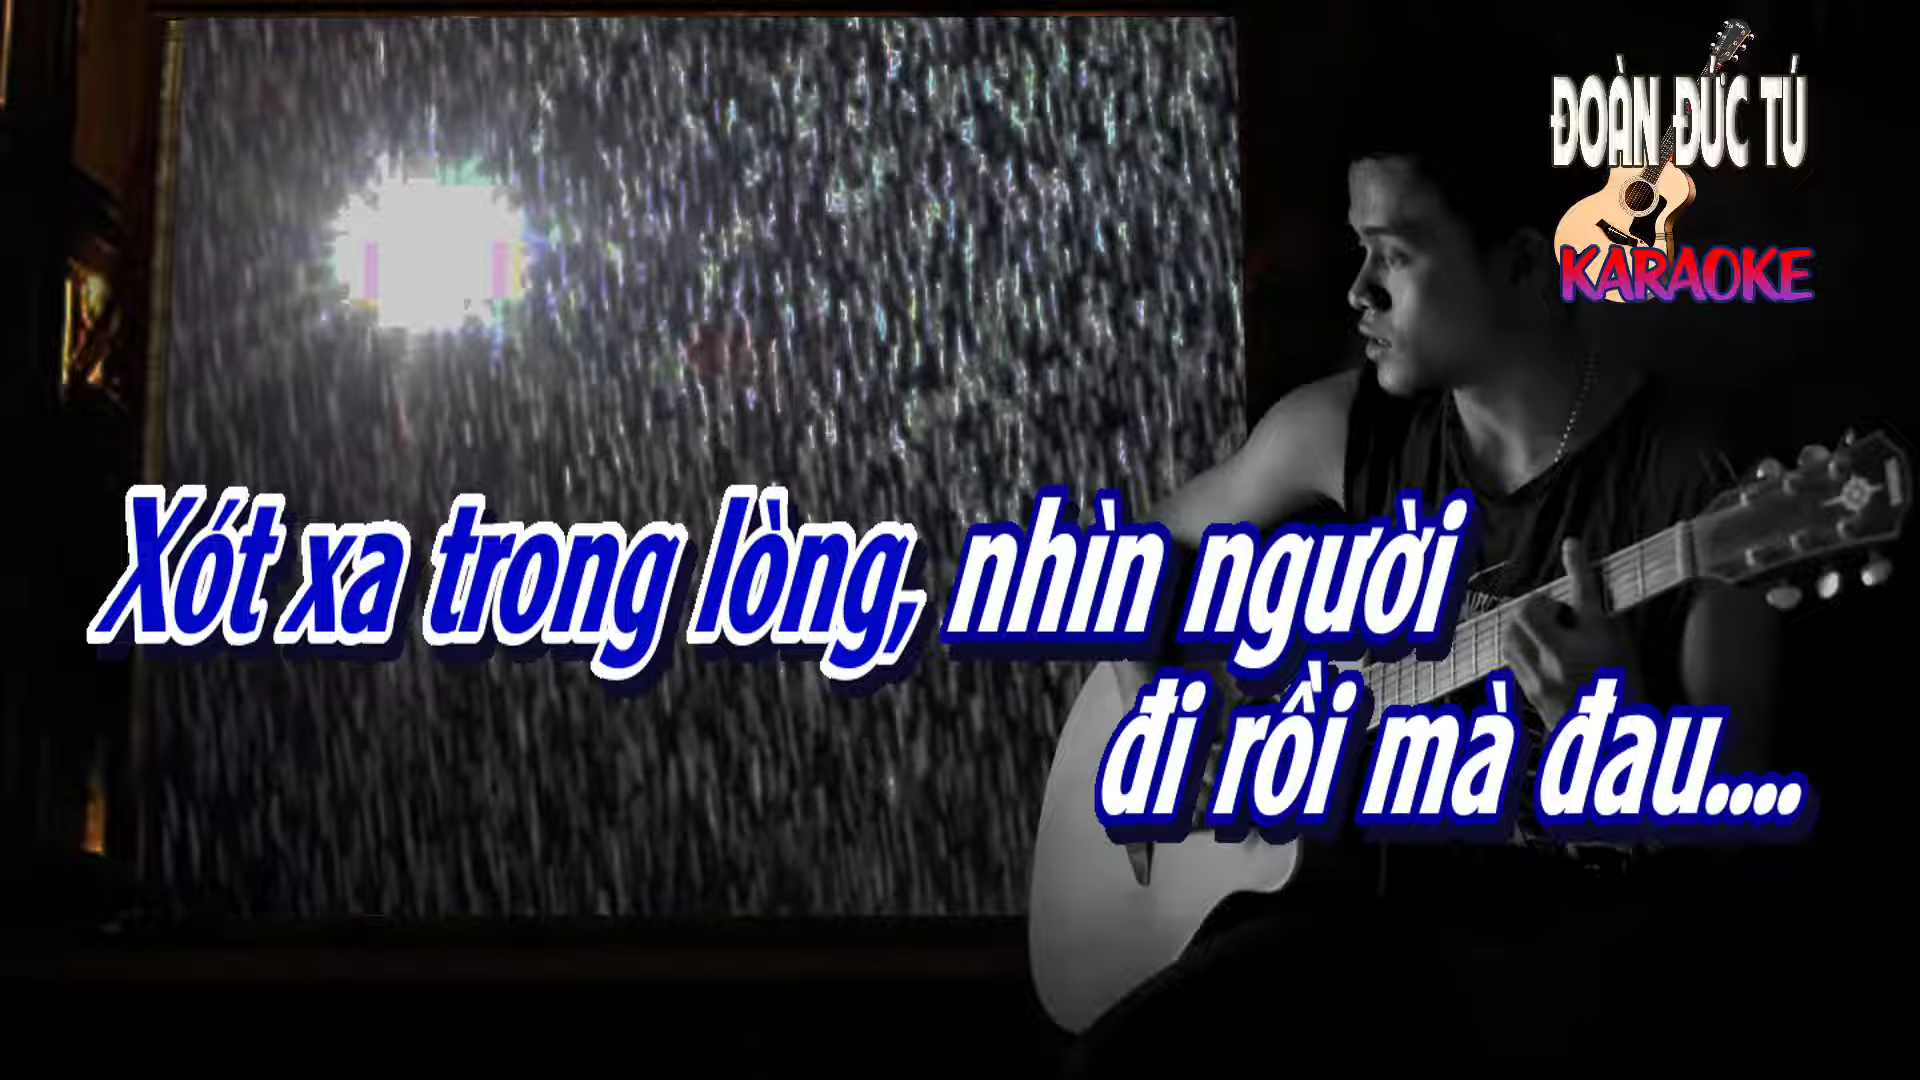 ĐOÀN ĐỨC TÚ
KARAOKE
Xót xa trong lòng, nhìn người
đi rồi mà đau....